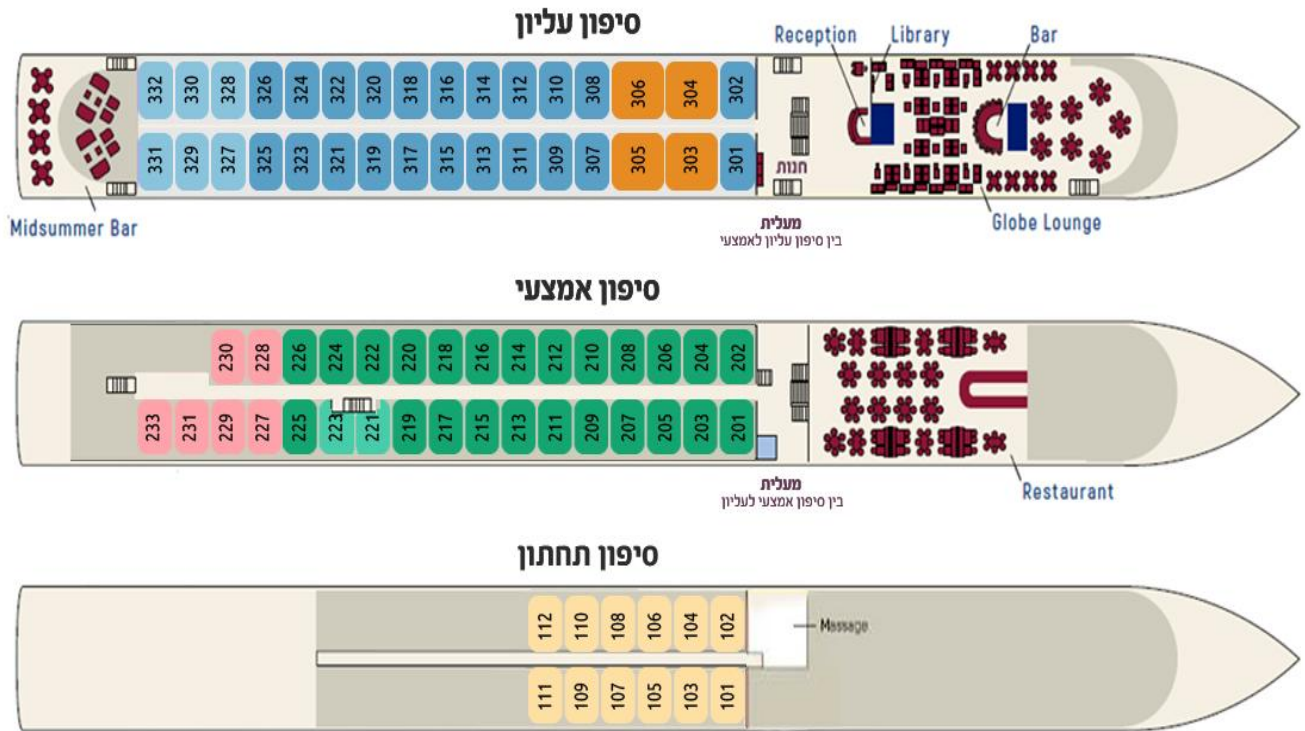 סיפון עליון
Reception
Library
Bar
332 330 328 326 324 322 320 318 316 314 312 310 308 306 304 302
331 329 327 325 323 321 319 317 315 313 311 309 307 305 303 301
חנות
Midsummer Bar
Globe Lounge
מעלית
בין סיפון עליון לאמצעי
סיפון אמצעי
230 228 226 224 222 220 218 216 214 212 210 208 206 204 202
233 231 229 227 225 223 221 219 217 215 213 211 209 207 205 203 201
מעלית
בין סיפון אמצעי לעליון
Restaurant
סיפון תחתון
112 110 108 106 104 102
Massage
111 109 107 105 103 101